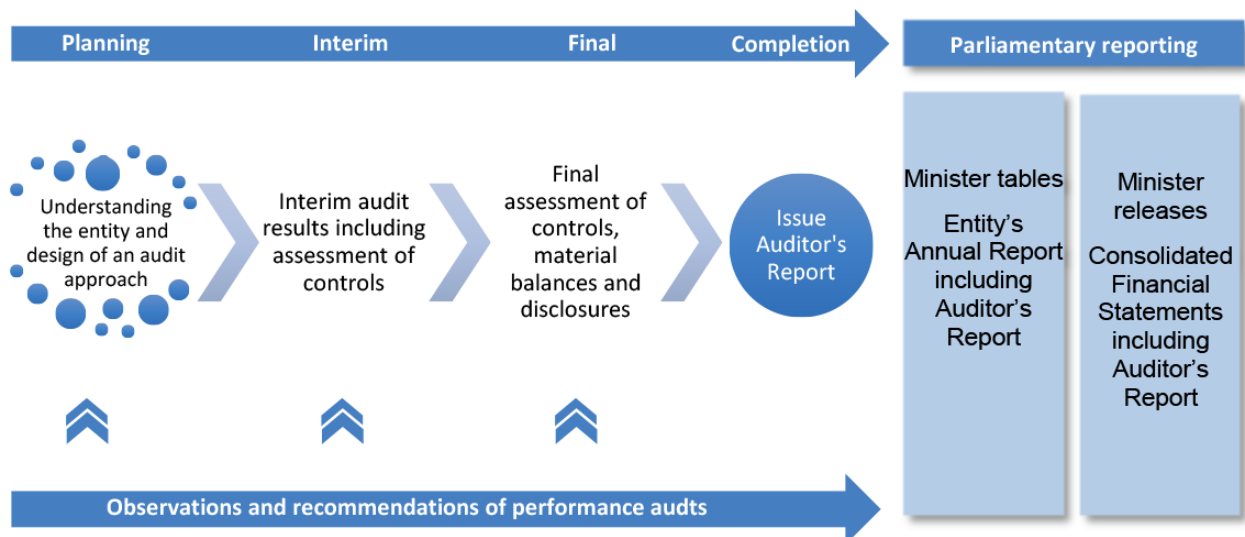 Planning
Interim
Final
Completion
Parliamentary reporting
Understanding
the entity and
design of an audit
approach
Interim audit
results including
assessment of
controls
Final
assessment of
controls,
material
balances and
disclosures
Issue
Auditor's
Report
Minister tables
Entity’s
Annual Report
including
Auditor’s
Report
Minister
releases
Consolidated
Financial
Statements
including
Auditor’s
Report
Observations and recommendations of performance audts